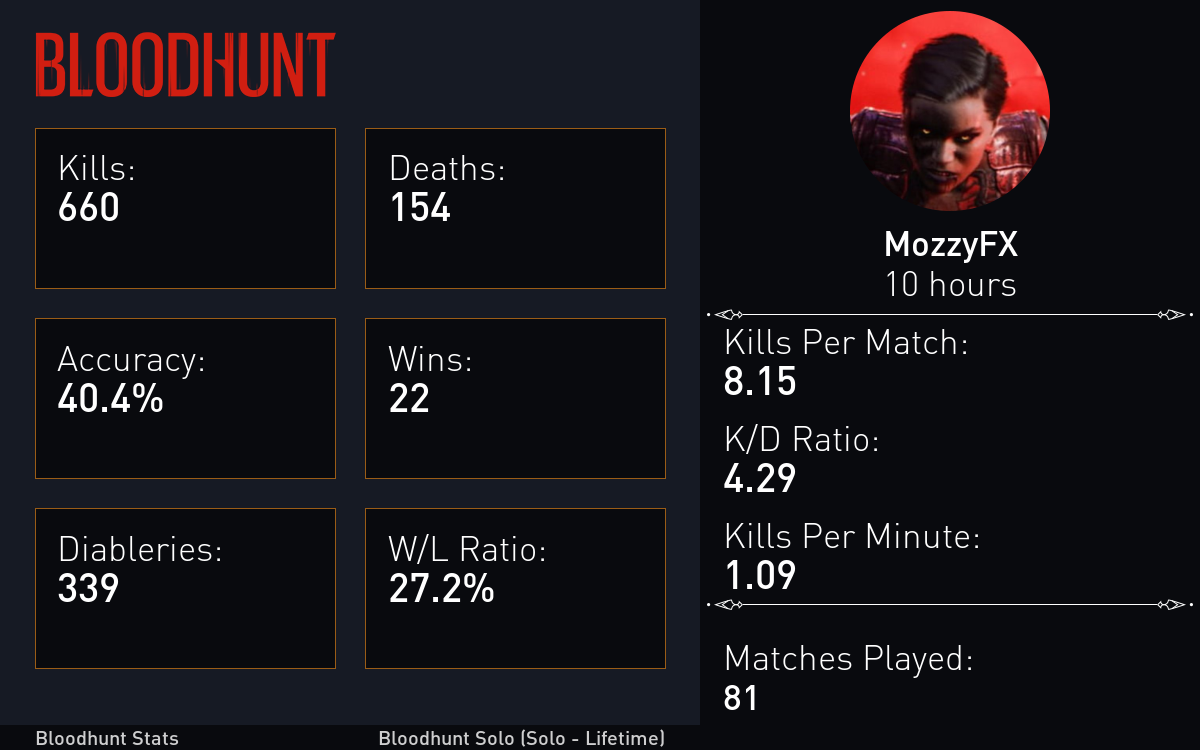 BLOODHUNT
Kills:
660
Deaths:
154
Accuracy:
40.4%
Wins:
22
Diableries:
339
W/L Ratio:
27.2%
MozzyFX
10 hours
Kills Per Match:
8.15
K/D Ratio:
4.29
Kills Per Minute:
1.09
Matches Played:
81
Bloodhunt Stats
Bloodhunt Solo (Solo - Lifetime)